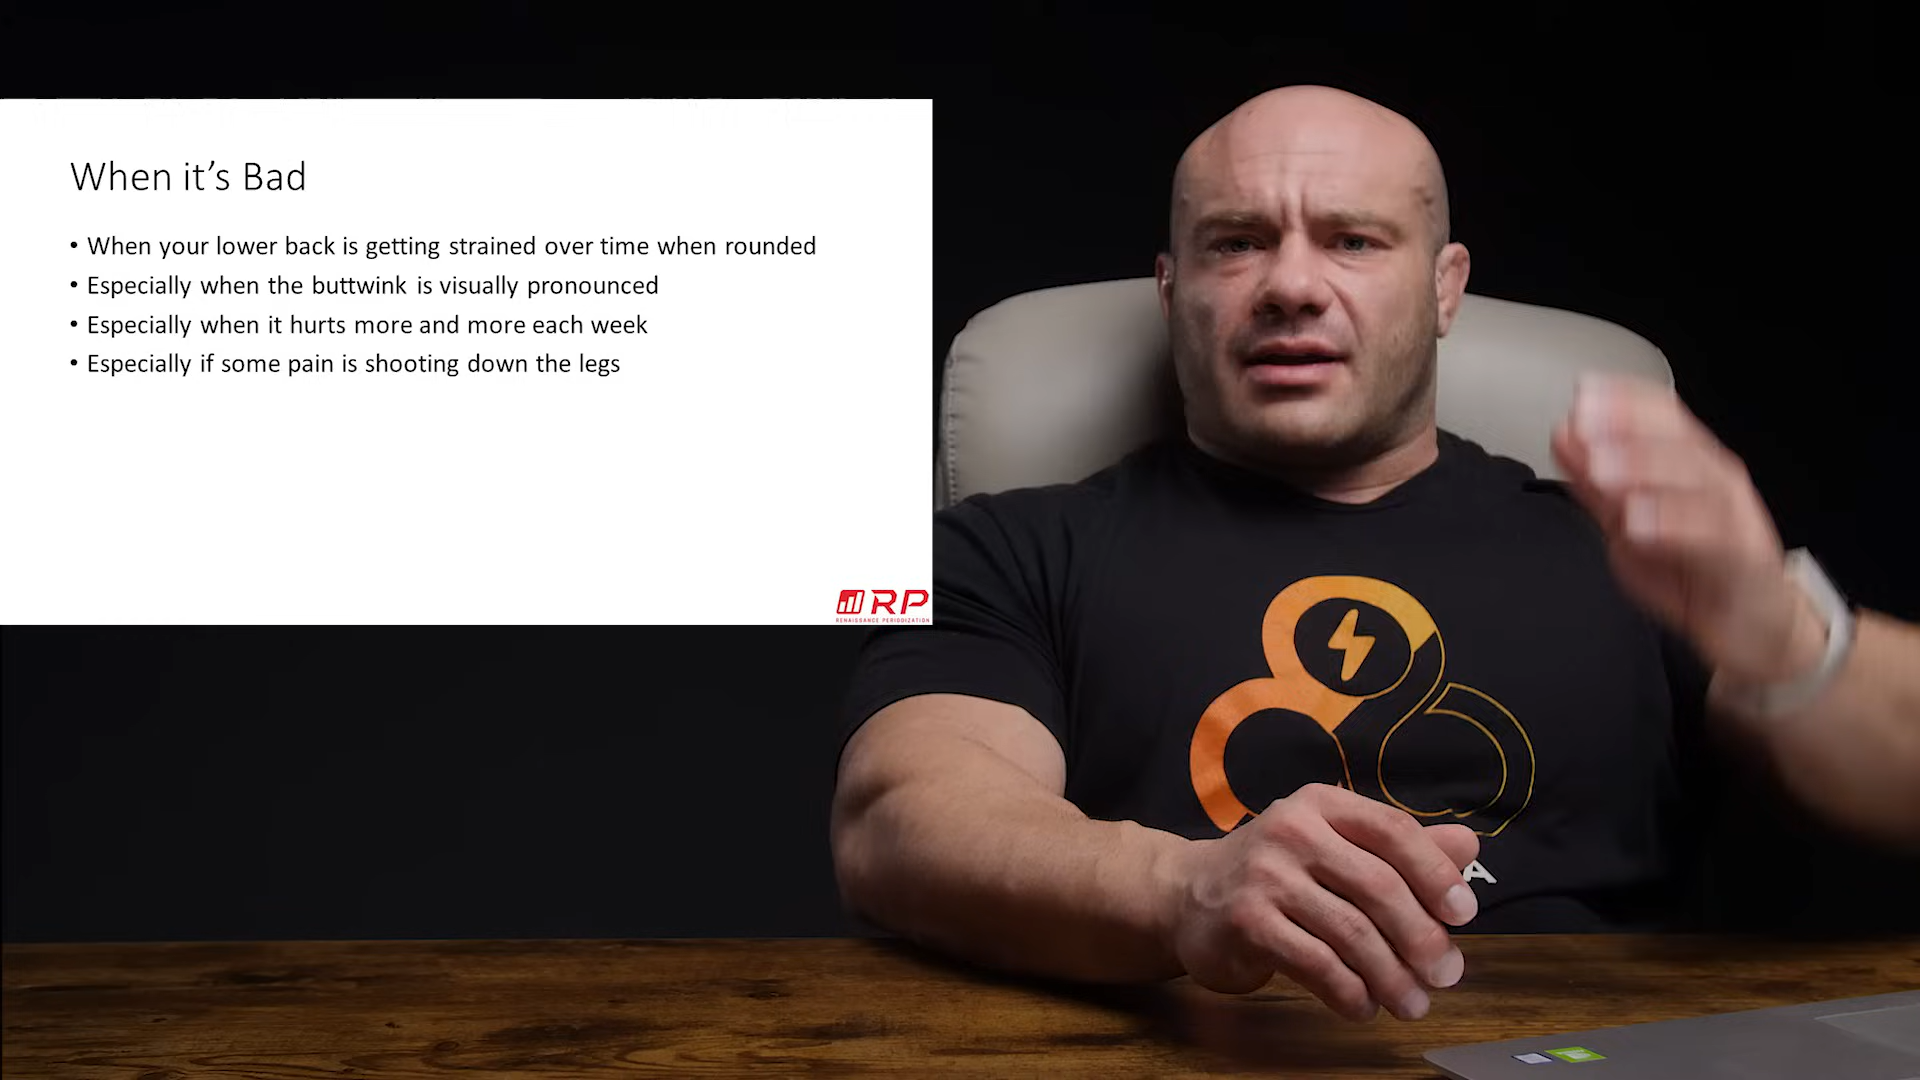 When it's Bad
• When your lower back is getting strained over time when rounded
• Especially when the buttwink is visually pronounced
• Especially when it hurts more and more each week
• Especially if some pain is shooting down the legs
RP
RENAISSANCE PERIODIZATION
A